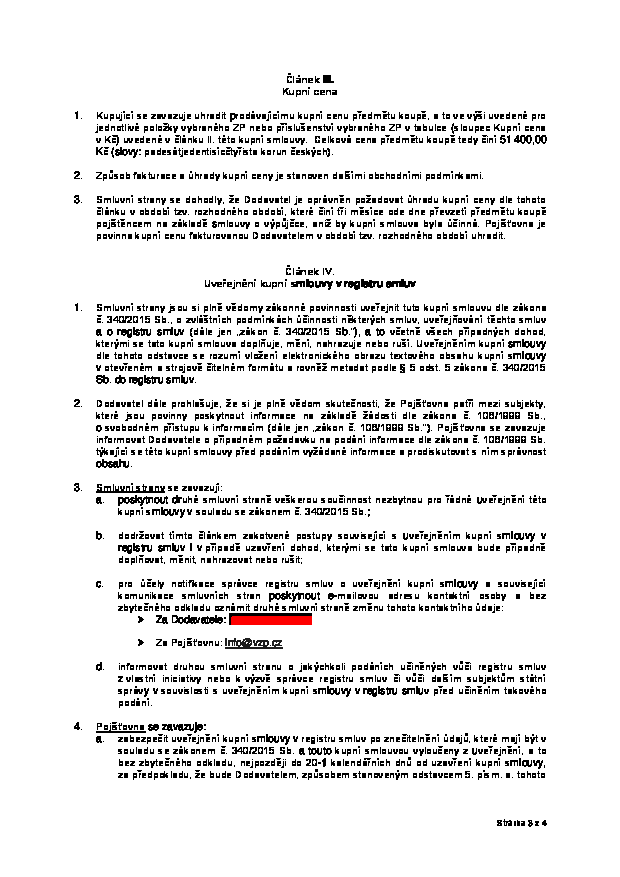 Článek III.
Kupní cena
1. Kupující se zavazuje uhradit prodávajícímu kupní cenu předmětu koupě, a to ve výši uvedené pro
jednotlivé položky vybraného ZP nebo příslušenství vybraného ZP v tabulce (sloupec Kupní cena
v Kč) uvedené v článku II. této kupní smlouvy. Celková cena předmětu koupě tedy činí 51 400,00
Kč (slovy: padesátjednatisícčtyřista korun českých).
2. Způsob fakturace a úhrady kupní ceny je stanoven dalšími obchodními podmínkami.
3. Smluvní strany se dohodly, že Dodavatel je oprávněn požadovat úhradu kupní ceny dle tohoto
článku v období tzv. rozhodného období, které činí tři měsíce ode dne převzetí předmětu koupě
pojištěncem na základě smlouvy o výpůjčce, aniž by kupní smlouva byla účinná. Pojišťovna je
povinna kupní cenu fakturovanou Dodavatelem v období tzv. rozhodného období uhradit.
Článek IV.
Uveřejnění kupní smlouvy v registru smluv
1. Smluvní strany jsou si plně vědomy zákonné povinnosti uveřejnit tuto kupní smlouvu dle zákona
č. 340/2015 Sb., o zvláštních podmínkách účinnosti některých smluv, uveřejňování těchto smluv
a o registru smluv (dále jen „zákon č. 340/2015 Sb."), a to včetně všech případných dohod,
kterými se tato kupní smlouva doplňuje, mění, nahrazuje nebo ruší. Uveřejněním kupní smlouvy
dle tohoto odstavce se rozumí vložení elektronického obrazu textového obsahu kupní smlouvy
v otevřeném a strojově čitelném formátu a rovněž metadat podle § 5 odst. 5 zákona č. 340/2015
Sb. do registru smluv.
2. Dodavatel dále prohlašuje, že si je plně vědom skutečnosti, že Pojišťovna patří mezi subjekty,
které jsou povinny poskytnout informace na základě žádosti dle zákona č. 106/1999 Sb.,
o svobodném přístupu k informacím (dále jen „zákon č. 106/1999 Sb."). Pojišťovna se zavazuje
informovat Dodavatele o případném požadavku na podání informace dle zákona č. 106/1999 Sb.
týkající se této kupní smlouvy před podáním vyžádané informace a prodiskutovat s ním správnost
obsahu.
3. Smluvní strany se zavazují:
a. poskytnout druhé smluvní straně veškerou součinnost nezbytnou pro řádné uveřejnění této
kupní smlouvy v souladu se zákonem č. 340/2015 Sb.;
b. dodržovat tímto článkem zakotvené postupy související s uveřejněním kupní smlouvy v
registru smluv i v případě uzavření dohod, kterými se tato kupní smlouva bude případně
doplňovat, měnit, nahrazovat nebo rušit;
c. pro účely notifikace správce registru smluv o uveřejnění kupní smlouvy a související
komunikace smluvních stran poskytnout e-mailovou adresu kontaktní osoby a bez
zbytečného odkladu oznámit druhé smluvní straně změnu tohoto kontaktního údaje:
➤ Za Dodavatele:
➤ Za Pojišťovnu: info@vzp.cz
d. informovat druhou smluvní stranu o jakýchkoli podáních učiněných vůči registru smluv
z vlastní iniciativy nebo k výzvě správce registru smluv či vůči dalším subjektům státní
správy v souvislosti s uveřejněním kupní smlouvy v registru smluv před učiněním takového
podání.
4. Pojišťovna se zavazuje:
a. zabezpečit uveřejnění kupní smlouvy v registru smluv po znečitelnění údajů, které mají být v
souladu se zákonem č. 340/2015 Sb. a touto kupní smlouvou vyloučeny z uveřejnění, a to
bez zbytečného odkladu, nejpozději do 20-ti kalendářních dnů od uzavření kupní smlouvy,
za předpokladu, že bude Dodavatelem, způsobem stanoveným odstavcem 5. písm. a. tohoto
Stránka 3 z 4